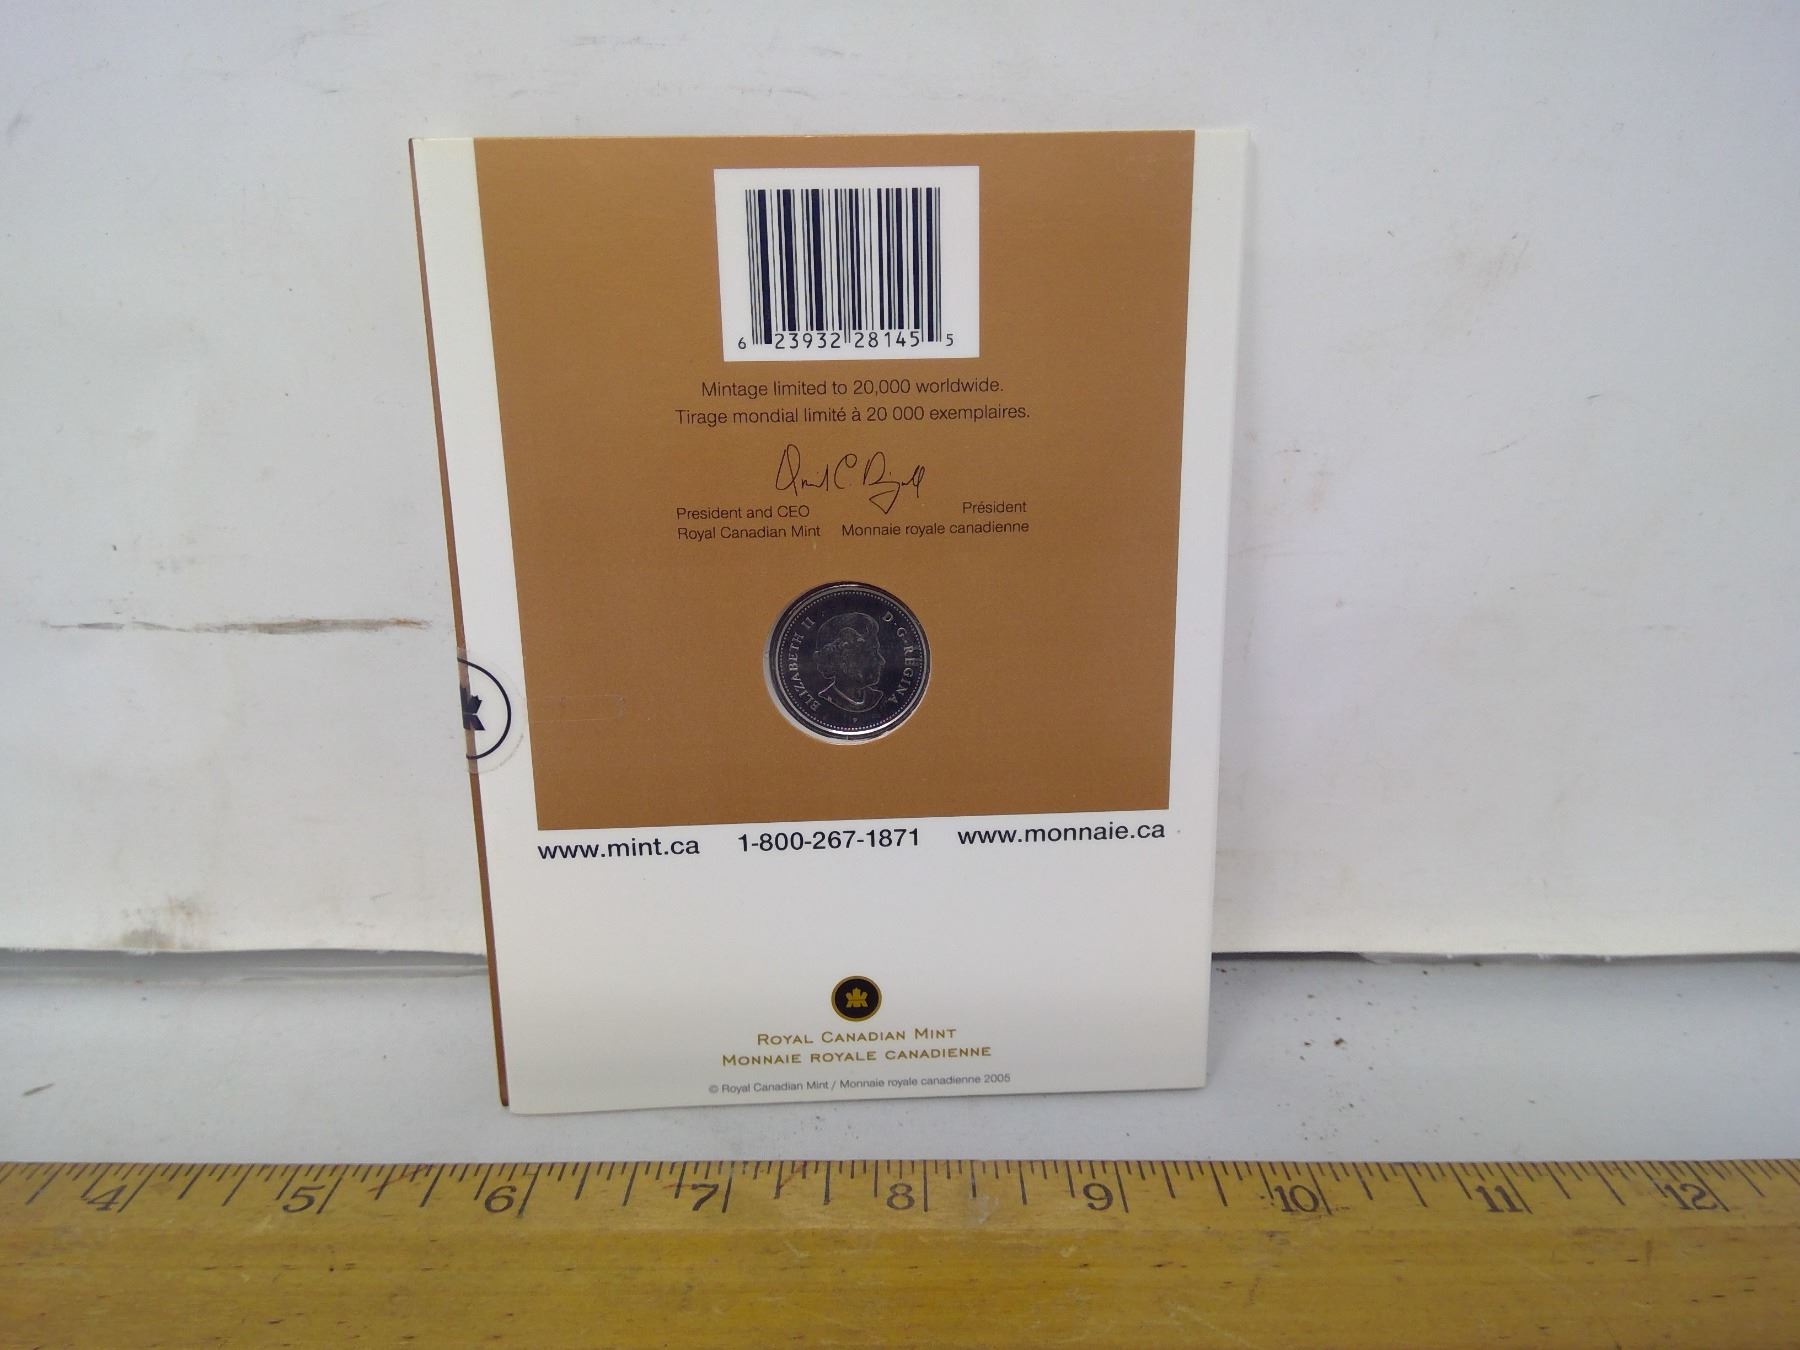 6 23932 28145 5
Mintage limited to 20,000 worldwide.
Tirage mondial limité à 20 000 exemplaires.
President and CEO
Royal Canadian Mint
Président
Monnaie royale canadienne
ELIZABETH II D·G·REGINA
P
www.mint.ca 1-800-267-1871 www.monnaie.ca
ROYAL CANADIAN MINT
MONNAIE ROYALE CANADIENNE
© Royal Canadian Mint / Monnaie royale canadienne 2005
4 5 6 7 8 9 10 11 12